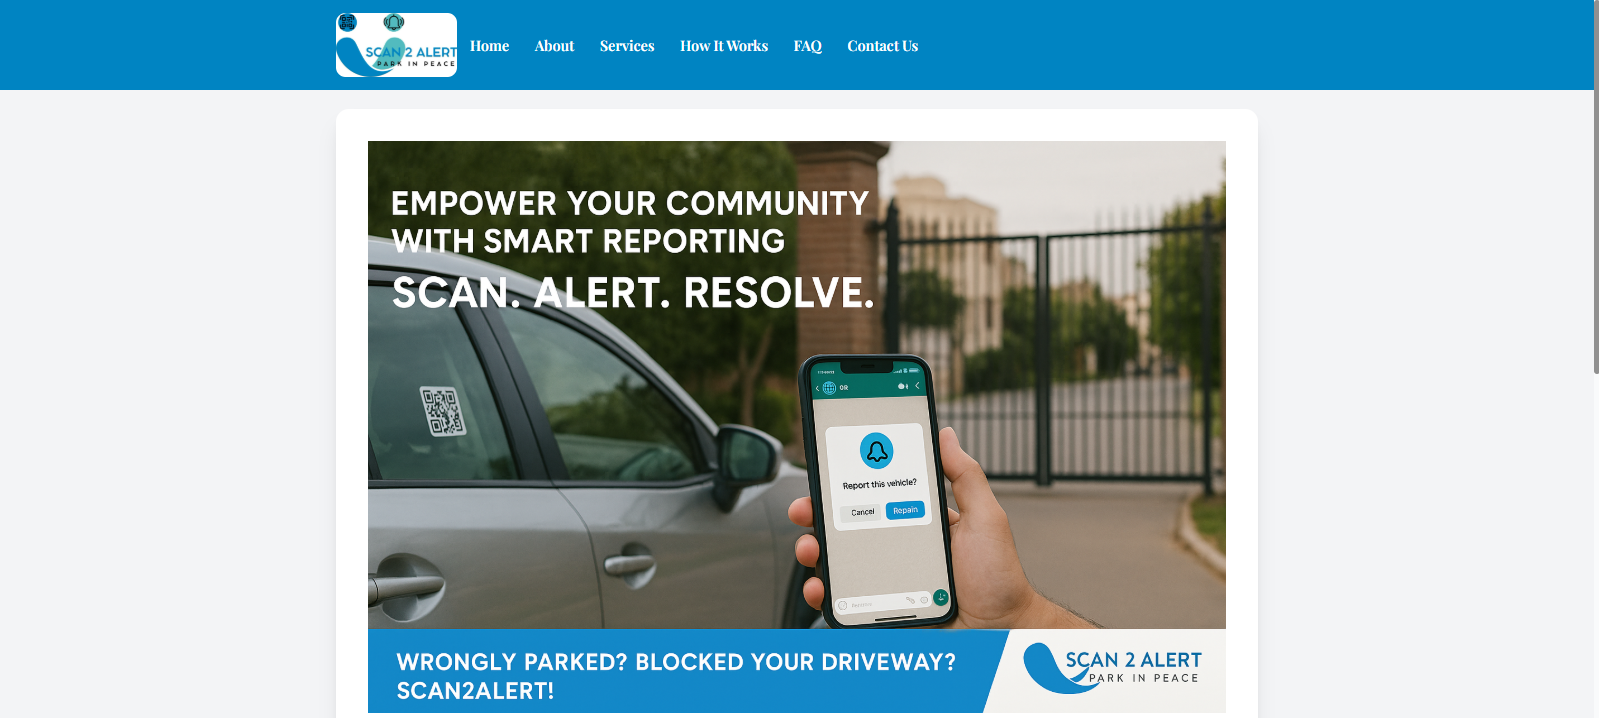 SCAN 2 ALERT
PARK IN PEACE
Home
About
Services
How It Works
FAQ
Contact Us
EMPOWER YOUR COMMUNITY
WITH SMART REPORTING
SCAN. ALERT. RESOLVE.
OR
Report this vehicle?
Cancel
Repain
WRONGLY PARKED? BLOCKED YOUR DRIVEWAY?
SCAN2ALERT!
SCAN 2 ALERT
PARK IN PEACE